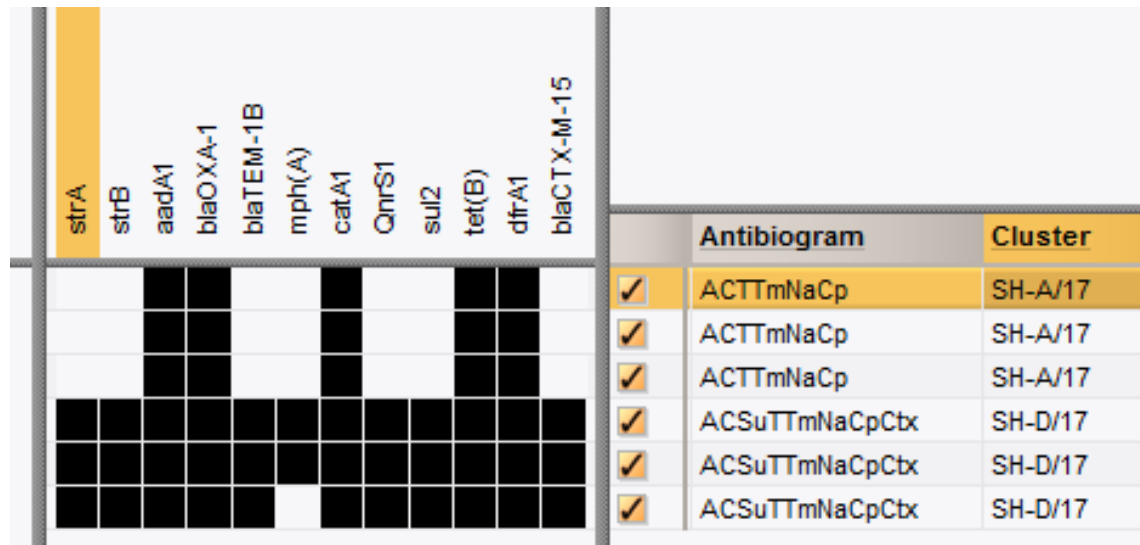 strA strB aadA1 blaOXA-1 blaTEM-1B mph(A) catA1 QnrS1 sul2 tet(B) dfrA1 blaCTX-M-15
Antibiogram Cluster
ACTTmNaCp SH-A/17
ACTTmNaCp SH-A/17
ACTTmNaCp SH-A/17
ACSuTTmNaCpCtx SH-D/17
ACSuTTmNaCpCtx SH-D/17
ACSuTTmNaCpCtx SH-D/17